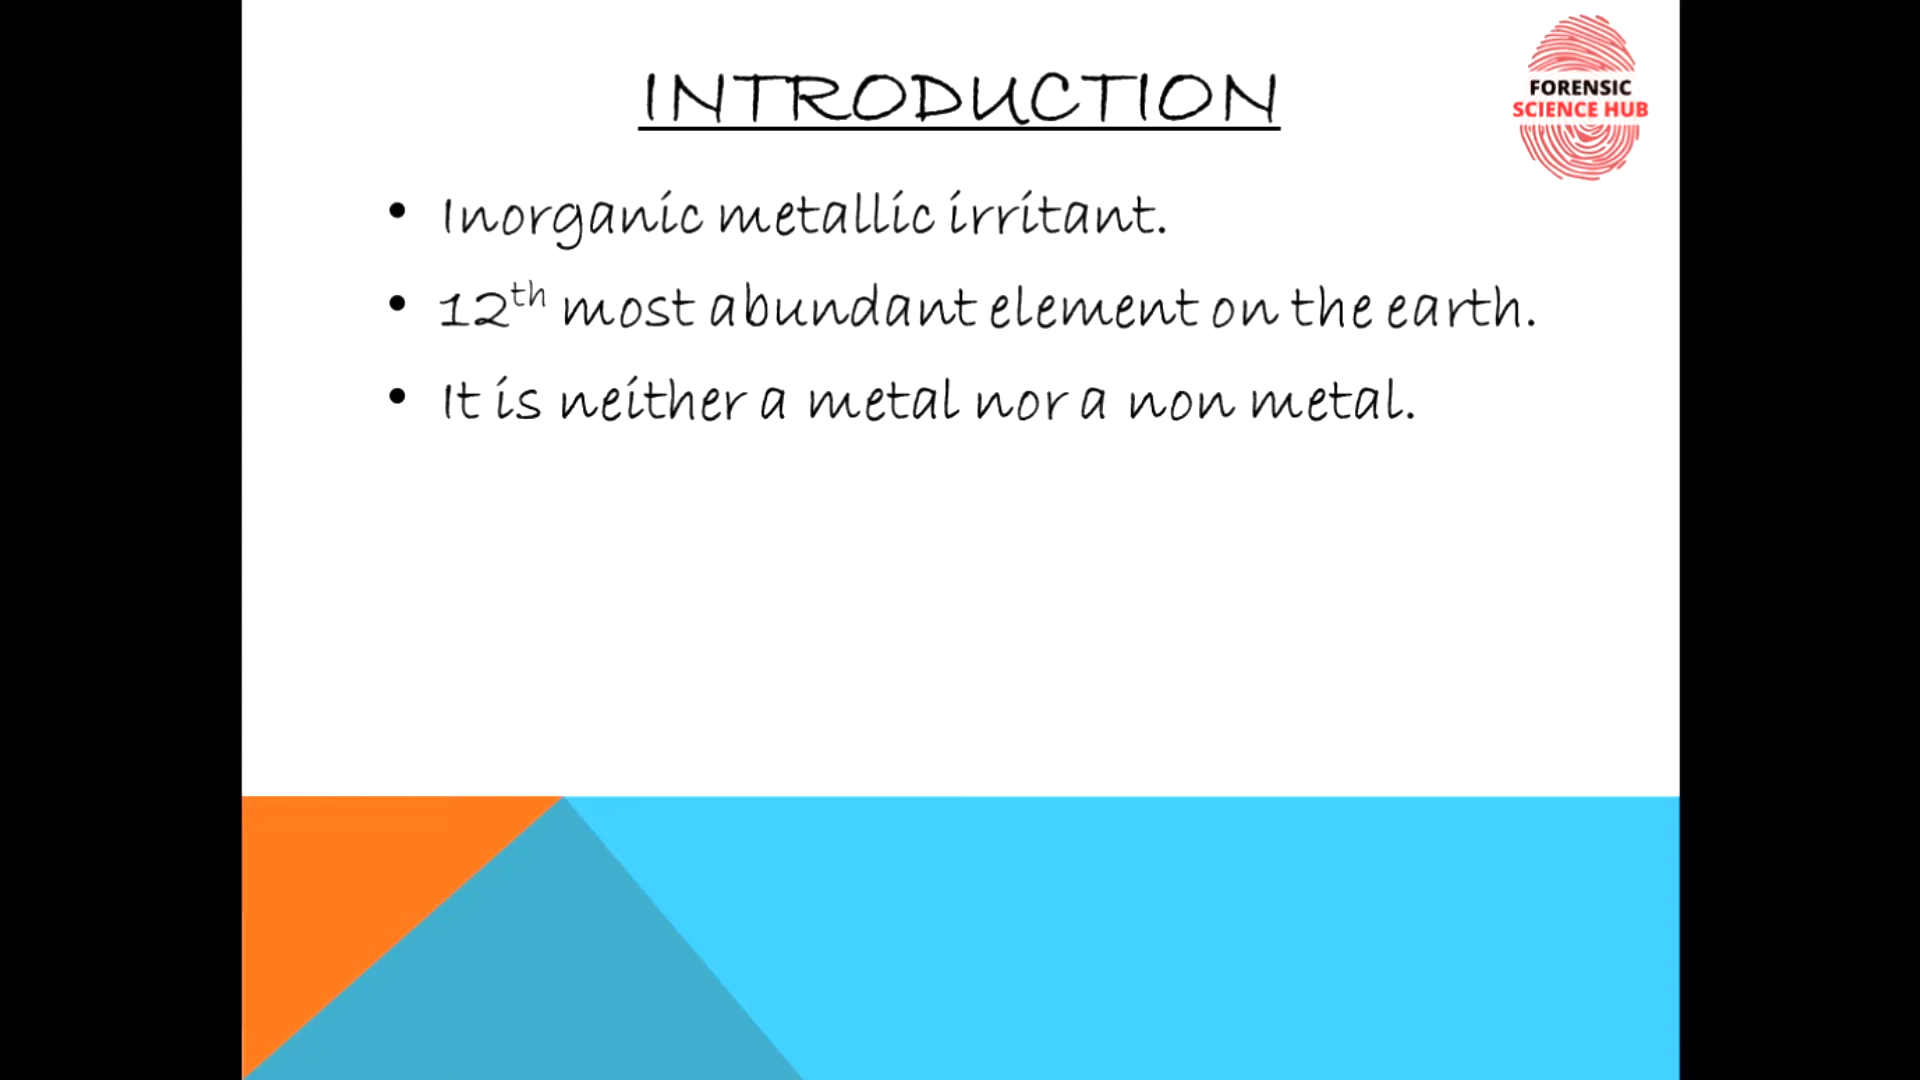 INTRODUCTION
FORENSIC
SCIENCE HUB
• Inorganic metallic irritant.
• 12th most abundant element on the earth.
• It is neither a metal nor a non metal.